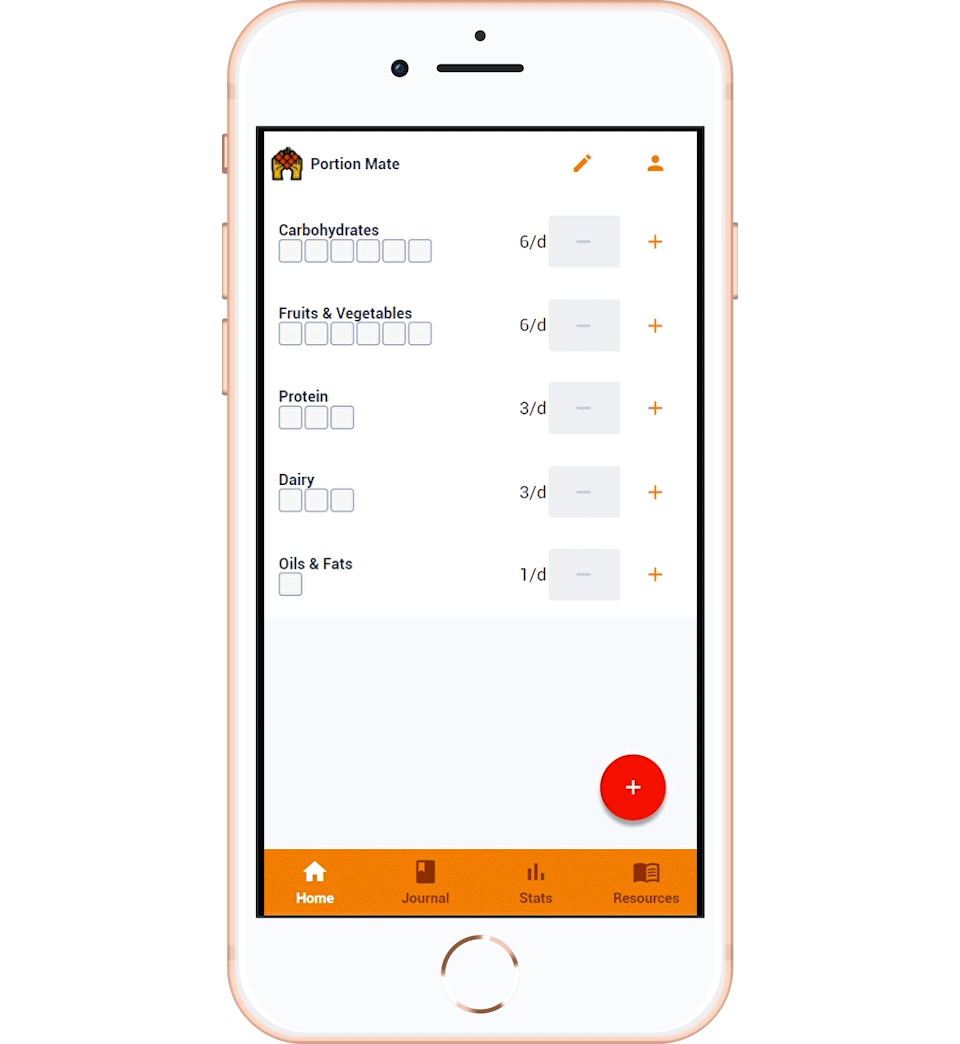 Portion Mate
Carbohydrates
6/d
Fruits & Vegetables
6/d
Protein
3/d
Dairy
3/d
Oils & Fats
1/d
Home Journal Stats Resources